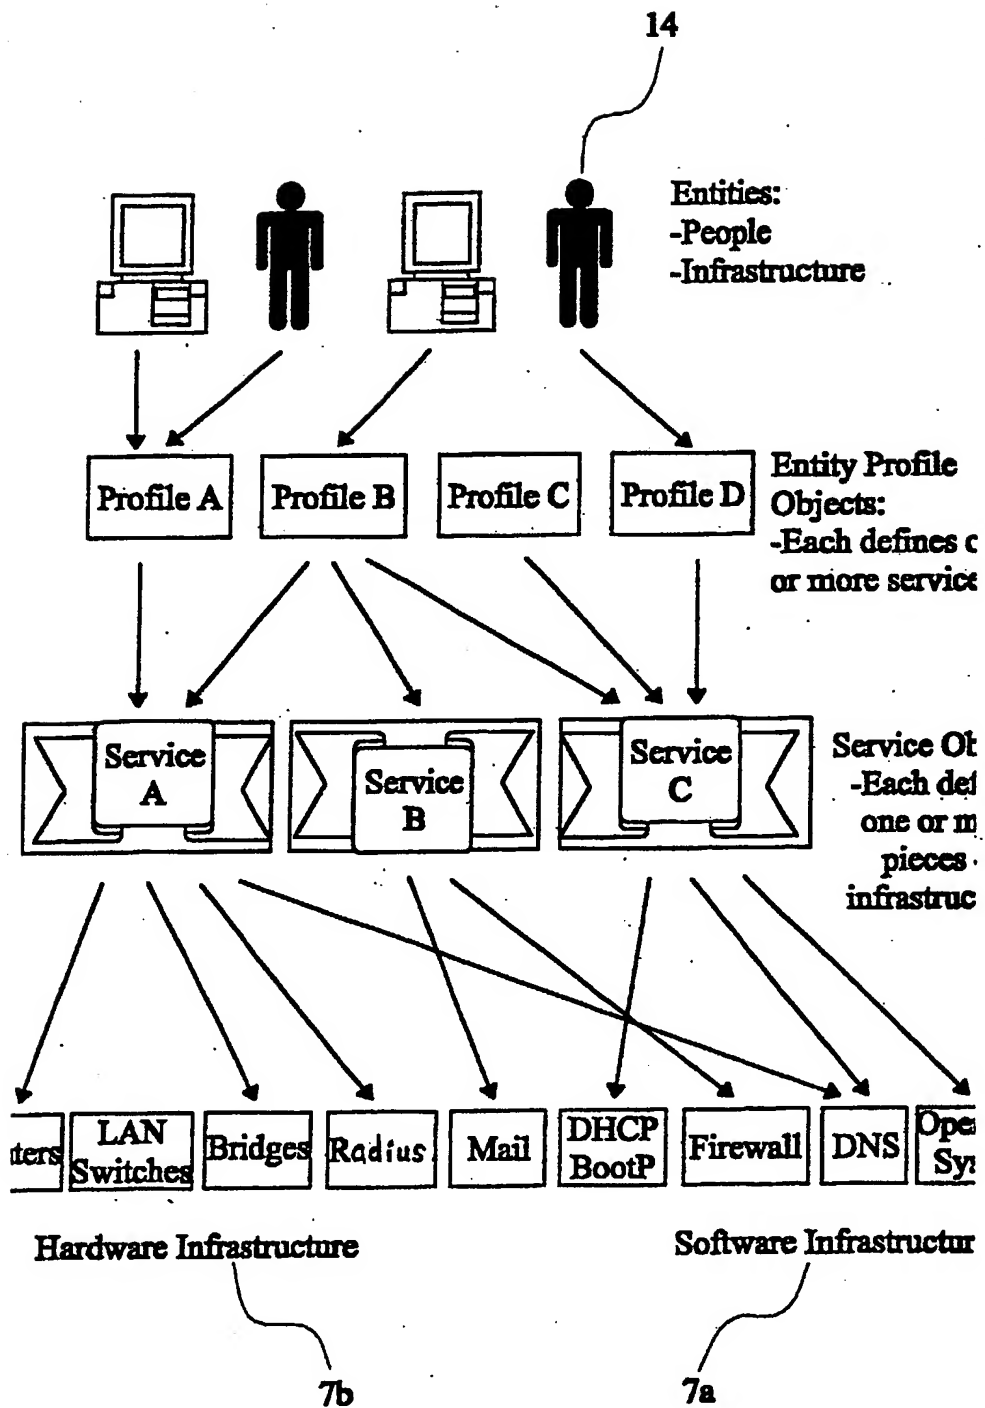 14
Entities:
-People
-Infrastructure
Profile A
Profile B
Profile C
Profile D
Entity Profile
Objects:
-Each defines
or more service
Service
A
Service
B
Service
C
Service
-Each
one or
pieces
LAN
Switches
Bridges
Radius
Mail
DHCP
BootP
Firewall
DNS
Hardware Infrastructure
Software
7b
7a